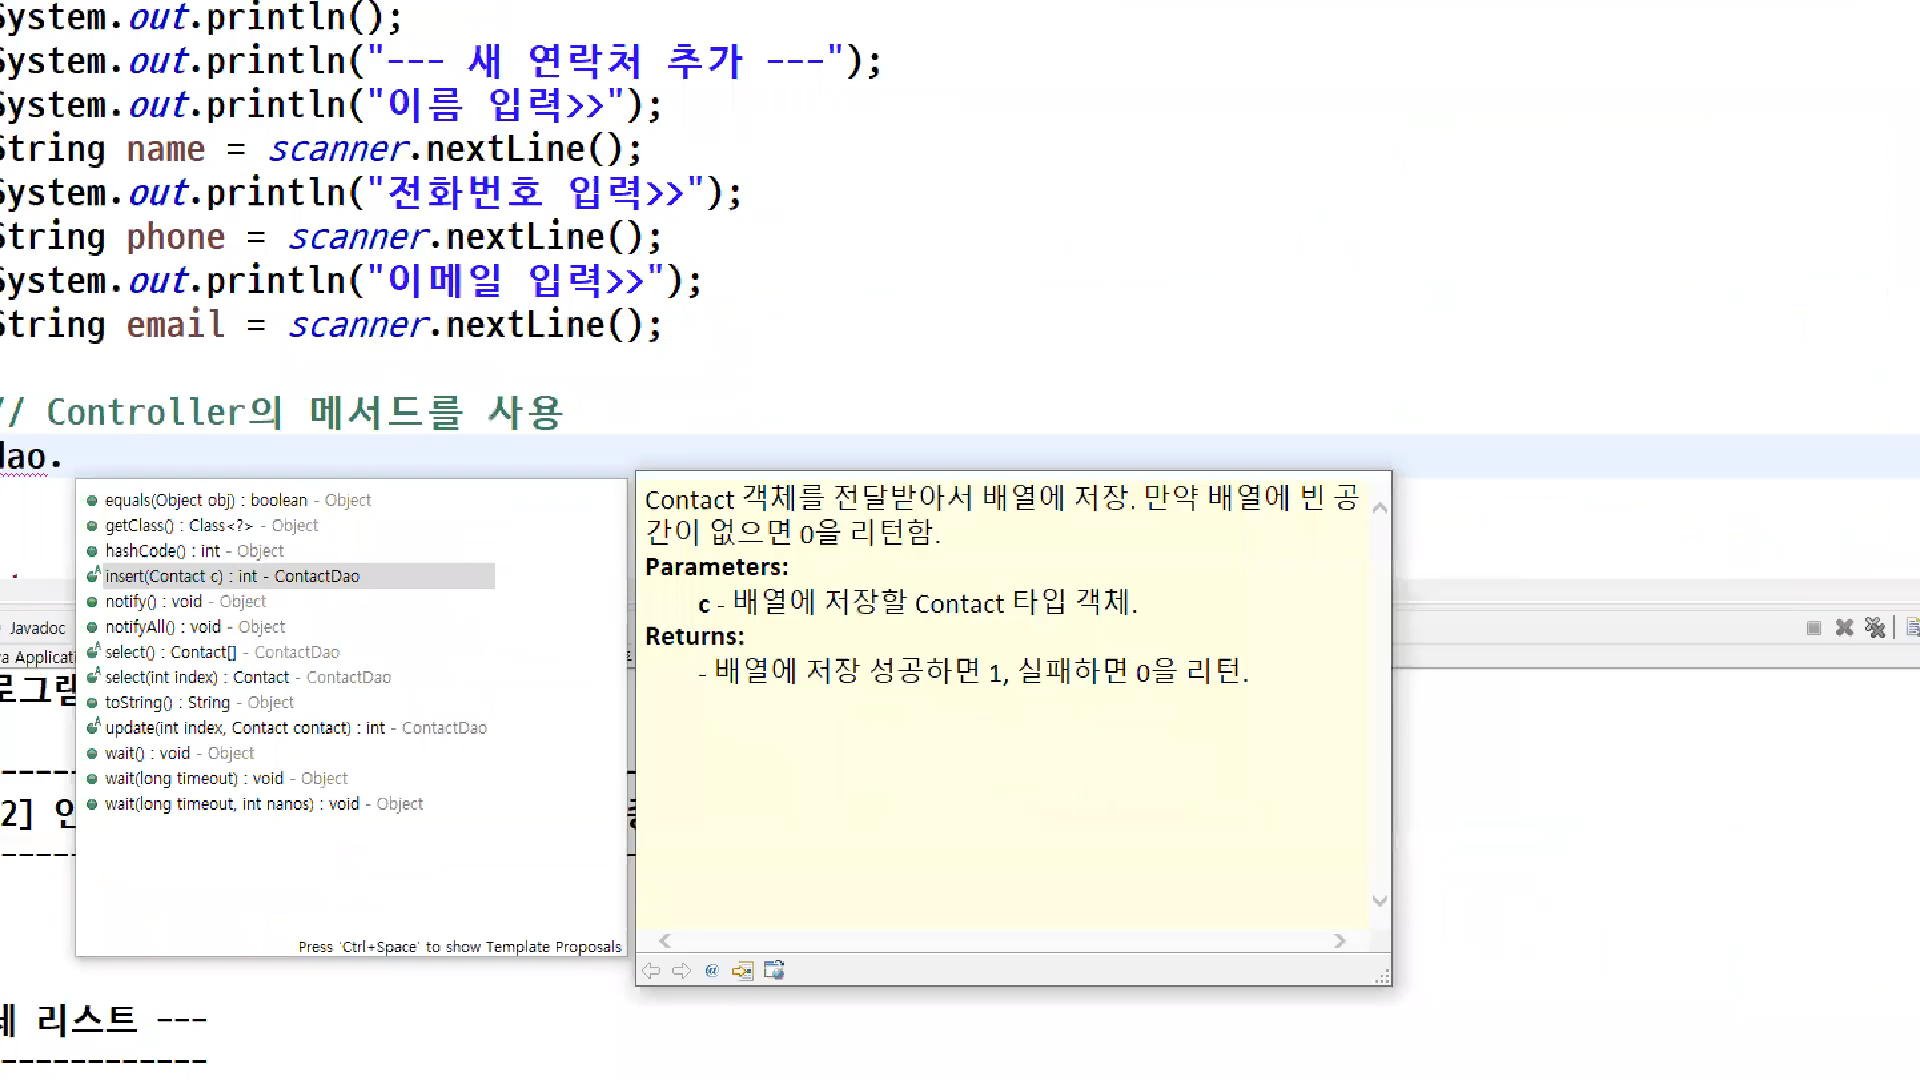 System.out.println();
System.out.println("--- 새 연락처 추가 ---");
System.out.println("이름 입력>>");
String name = scanner.nextLine();
System.out.println("전화번호 입력>>");
String phone = scanner.nextLine();
System.out.println("이메일 입력>>");
String email = scanner.nextLine();
// Controller의 메서드를 사용
dao.
equals(Object obj) : boolean - Object
getClass() : Class<?> - Object
hashCode() : int - Object
insert(Contact c) : int - ContactDao
notify() : void - Object
notifyAll() : void - Object
select() : Contact[] - ContactDao
select(int index) : Contact - ContactDao
toString() : String - Object
update(int index, Contact contact) : int - ContactDao
wait() : void - Object
wait(long timeout) : void - Object
wait(long timeout, int nanos) : void - Object
Press 'Ctrl+Space' to show Template Proposals
Contact 객체를 전달받아서 배열에 저장. 만약 배열에 빈 공
간이 없으면 0을 리턴함.
Parameters:
c - 배열에 저장할 Contact 타입 객체.
Returns:
- 배열에 저장 성공하면 1, 실패하면 0을 리턴.
Javadoc
a Applicati
로그램
------
2] 인
------
체 리스트 ---
------------